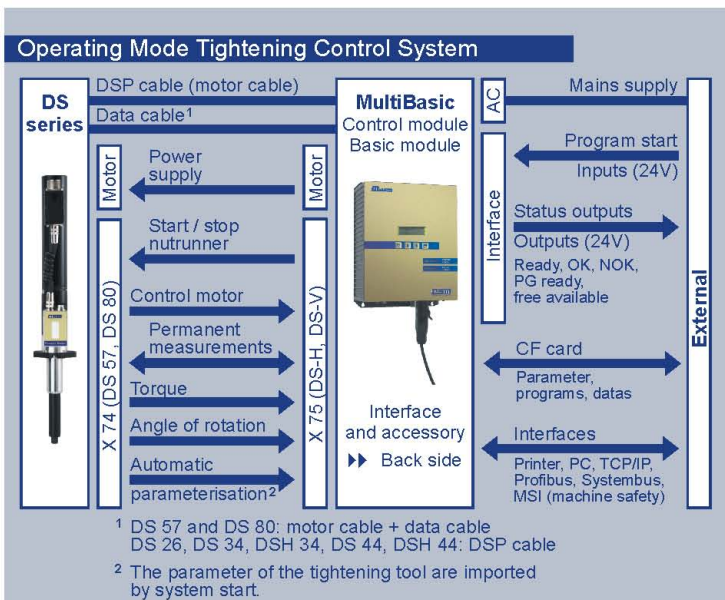 Operating Mode Tightening Control System
DS
series
DSP cable (motor cable)
Data cable¹
Motor
Power
supply
Motor
X 74 (DS 57, DS 80)
Start / stop
nutrunner
Control motor
Permanent
measurements
Torque
Angle of rotation
Automatic
parameterisation²
X 75 (DS-H, DS-V)
MultiBasic
Control module
Basic module
Interface
and accessory
Back side
AC
Mains supply
Interface
Program start
Inputs (24V)
Status outputs
Outputs (24V)
Ready, OK, NOK,
PG ready,
free available
CF card
Parameter,
programs, datas
Interfaces
Printer, PC, TCP/IP,
Profibus, Systembus,
MSI (machine safety)
External
¹ DS 57 and DS 80: motor cable + data cable
DS 26, DS 34, DSH 34, DS 44, DSH 44: DSP cable
² The parameter of the tightening tool are imported
by system start.